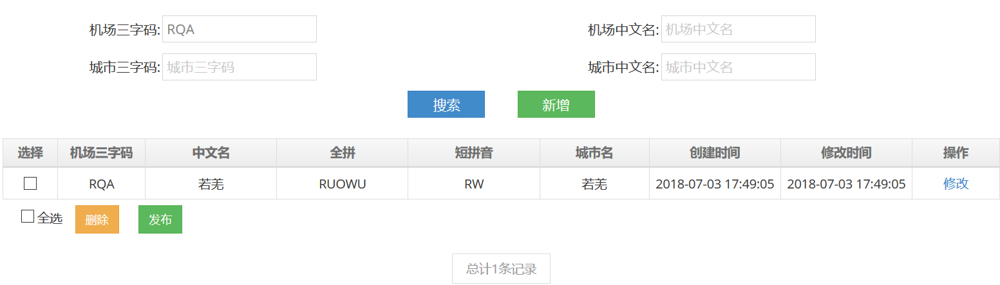 机场三字码: RQA 机场中文名: 机场中文名
城市三字码: 城市三字码 城市中文名: 城市中文名
搜索 新增
选择 机场三字码 中文名 全拼 短拼音 城市名 创建时间 修改时间 操作
RQA 若羌 RUOWU RW 若羌 2018-07-03 17:49:05 2018-07-03 17:49:05 修改
全选 删除 发布
总计1条记录